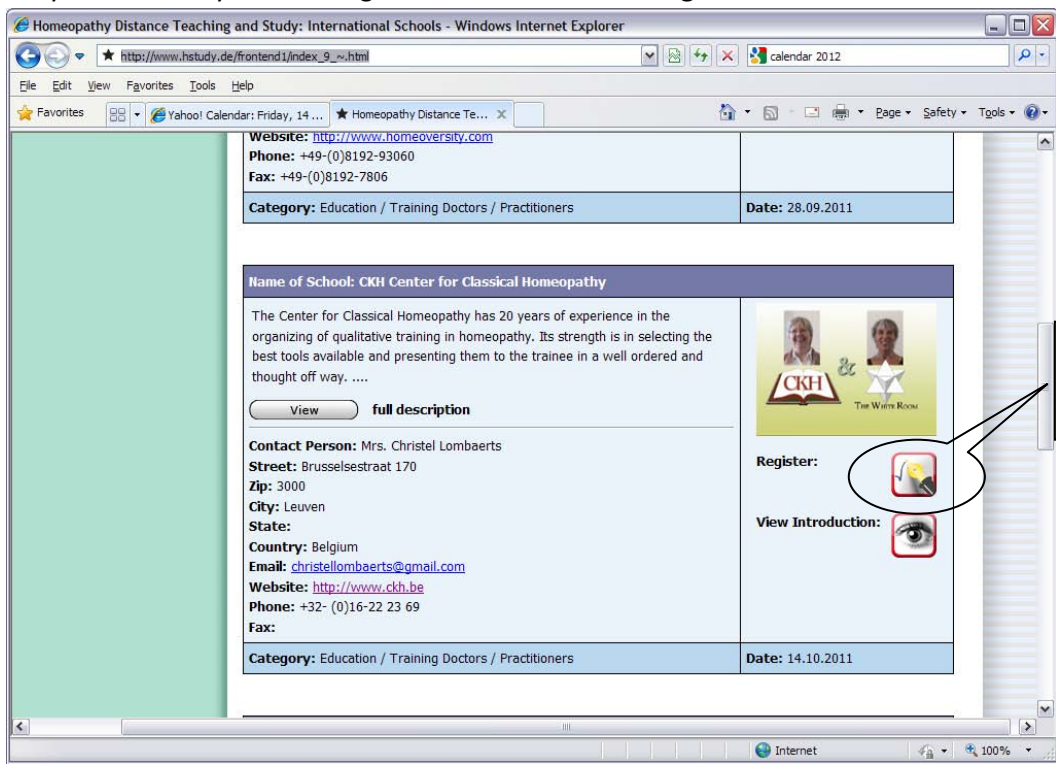 Homeopathy Distance Teaching and Study: International Schools - Windows Internet Explorer
http://www.hstudy.de/frontend1/index_9_~.html
calendar 2012
File Edit View Favorites Tools Help
Favorites
Yahoo! Calendar: Friday, 14 ...
Homeopathy Distance Te... X
Page Safety Tools
Website: http://www.homeoversity.com
Phone: +49-(0)8192-93060
Fax: +49-(0)8192-7806
Category: Education / Training Doctors / Practitioners
Date: 28.09.2011
Name of School: CKH Center for Classical Homeopathy
The Center for Classical Homeopathy has 20 years of experience in the
organizing of qualitative training in homeopathy. Its strength is in selecting the
best tools available and presenting them to the trainee in a well ordered and
thought off way. ....
View full description
CKH
&
The White Room
Contact Person: Mrs. Christel Lombaerts
Street: Brusselsestraat 170
Zip: 3000
City: Leuven
State:
Country: Belgium
Email: christellombaerts@gmail.com
Website: http://www.ckh.be
Phone: +32- (0)16-22 23 69
Fax:
Register:
View Introduction:
Category: Education / Training Doctors / Practitioners
Date: 14.10.2011
Internet
100%